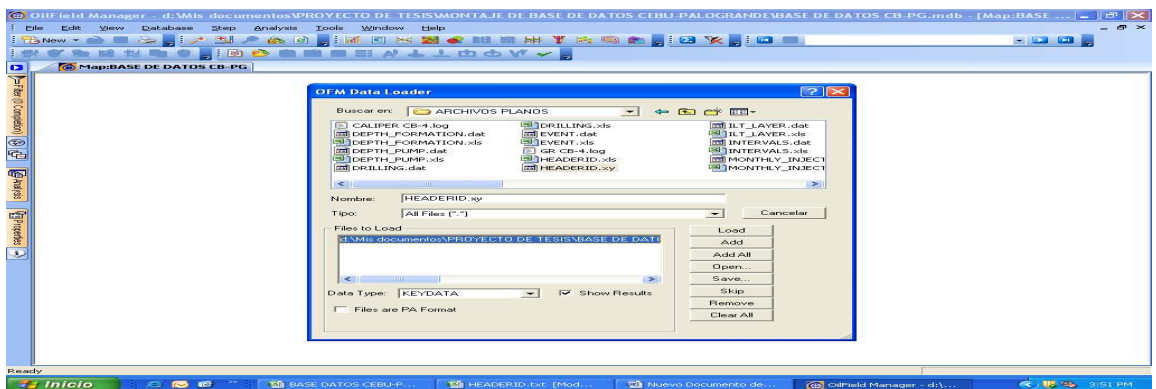 OilField Manager - d:\Mis documentos\PROYECTO DE TESIS\MONTAJE DE BASE DE DATOS CEBU-PALOGRANDE\BASE DE DATOS CB-PG.mdb - [Map:BASE ...
File Edit View Database Step Analysis Tools Window Help
New
Map:BASE DE DATOS CB-PG
Filter (0 Completion)
Analysis
Properties
OFM Data Loader
Buscar en: ARCHIVOS PLANOS
CALIPER CB-4.log DRILLING.xls ILT_LAYER.dat
DEPTH_FORMATION.dat EVENT.dat ILT_LAYER.xls
DEPTH_FORMATION.xls EVENT.xls INTERVALS.dat
DEPTH_PUMP.dat GR CB-4.log INTERVALS.xls
DEPTH_PUMP.xls HEADERID.xls MONTHLY_INJECT
DRILLING.dat HEADERID.xy MONTHLY_INJECT
Nombre: HEADERID.xy
Tipo: All Files (*.*) Cancelar
Files to Load
d:\Mis documentos\PROYECTO DE TESIS\BASE DE DATO
Load
Add
Add All
Open...
Save...
Skip
Remove
Clear All
Data Type: KEYDATA Show Results
Files are PA Format
Ready
Inicio BASE DATOS CEBU-P... HEADERID.txt [Mod... Nuevo Documento de... OilField Manager - d:\... 3:51 PM